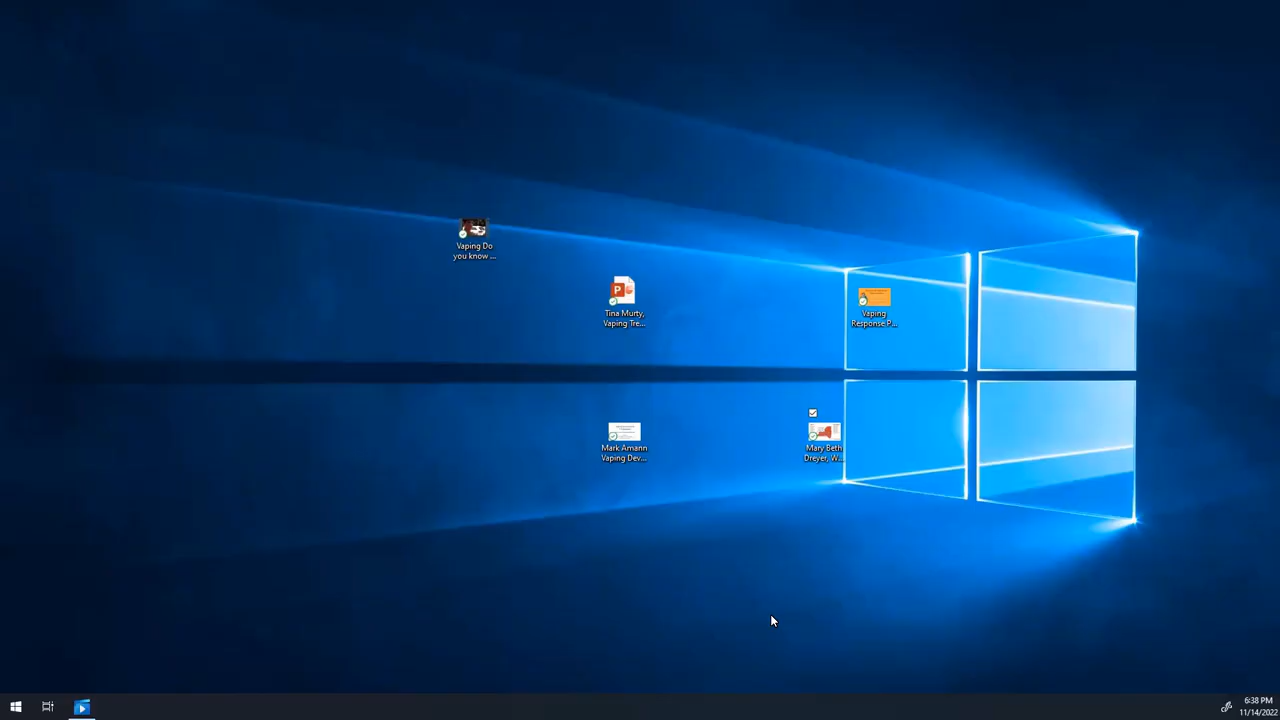 Vaping Do
you know ...
Tina Murty,
Vaping Tre...
Vaping
Response P...
Mark Amann
Vaping Dev...
Mary Beth
Dreyer, W...
6:38 PM
11/14/2022